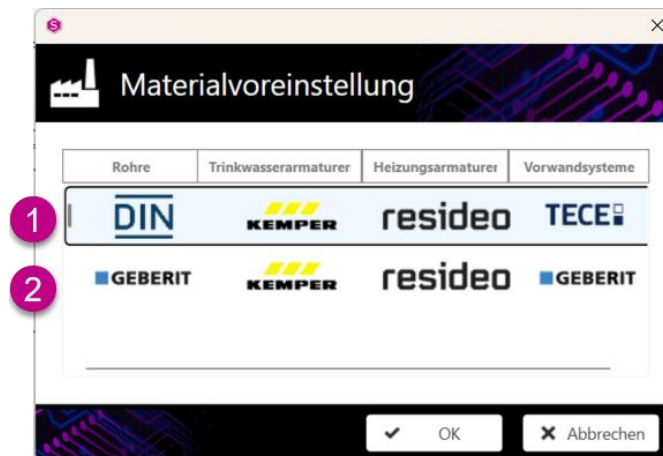 S
Materialvoreinstellung
Rohre Trinkwasserarmaturer Heizungsarmaturer Vorwandsysteme
1 DIN KEMPER resideo TECE
2 GEBERIT KEMPER resideo GEBERIT
OK Abbrechen